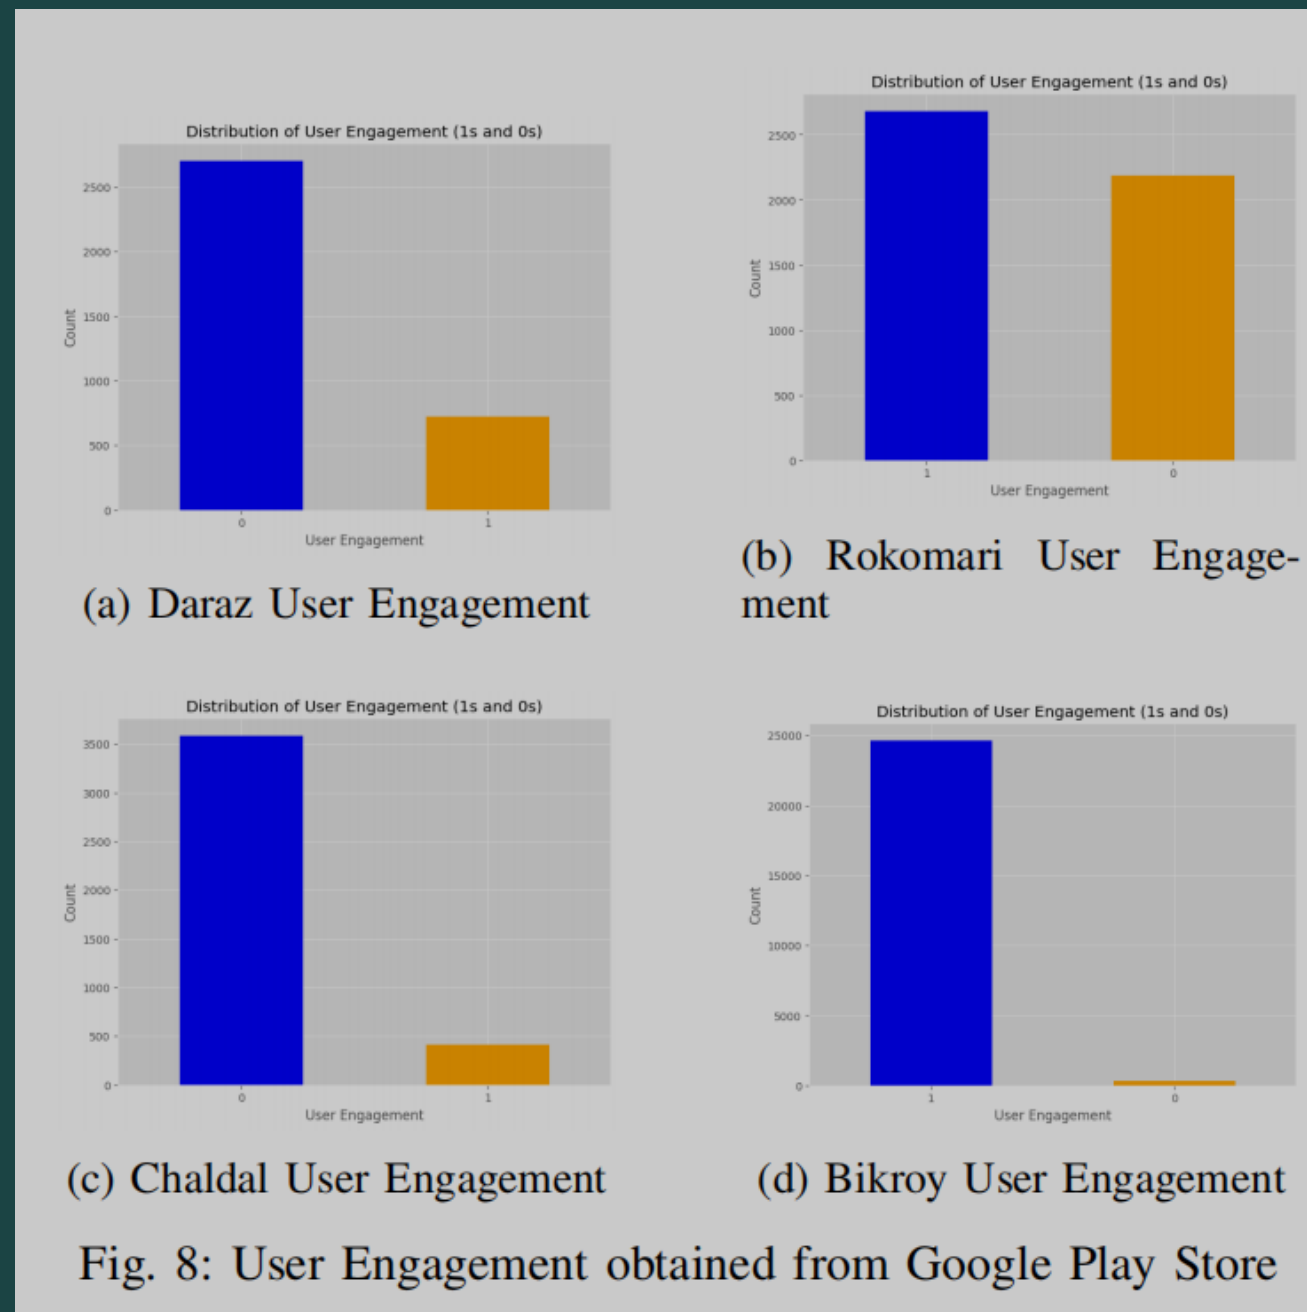 Distribution of User Engagement (1s and 0s)
2500
2000
1500
1000
500
0
Count
0 1
User Engagement
(a) Daraz User Engagement
Distribution of User Engagement (1s and 0s)
2500
2000
1500
1000
500
0
Count
1 0
User Engagement
(b) Rokomari User Engage-
ment
Distribution of User Engagement (1s and 0s)
3500
3000
2500
2000
1500
1000
500
0
Count
0 1
User Engagement
(c) Chaldal User Engagement
Distribution of User Engagement (1s and 0s)
25000
20000
15000
10000
5000
0
Count
1 0
User Engagement
(d) Bikroy User Engagement
Fig. 8: User Engagement obtained from Google Play Store